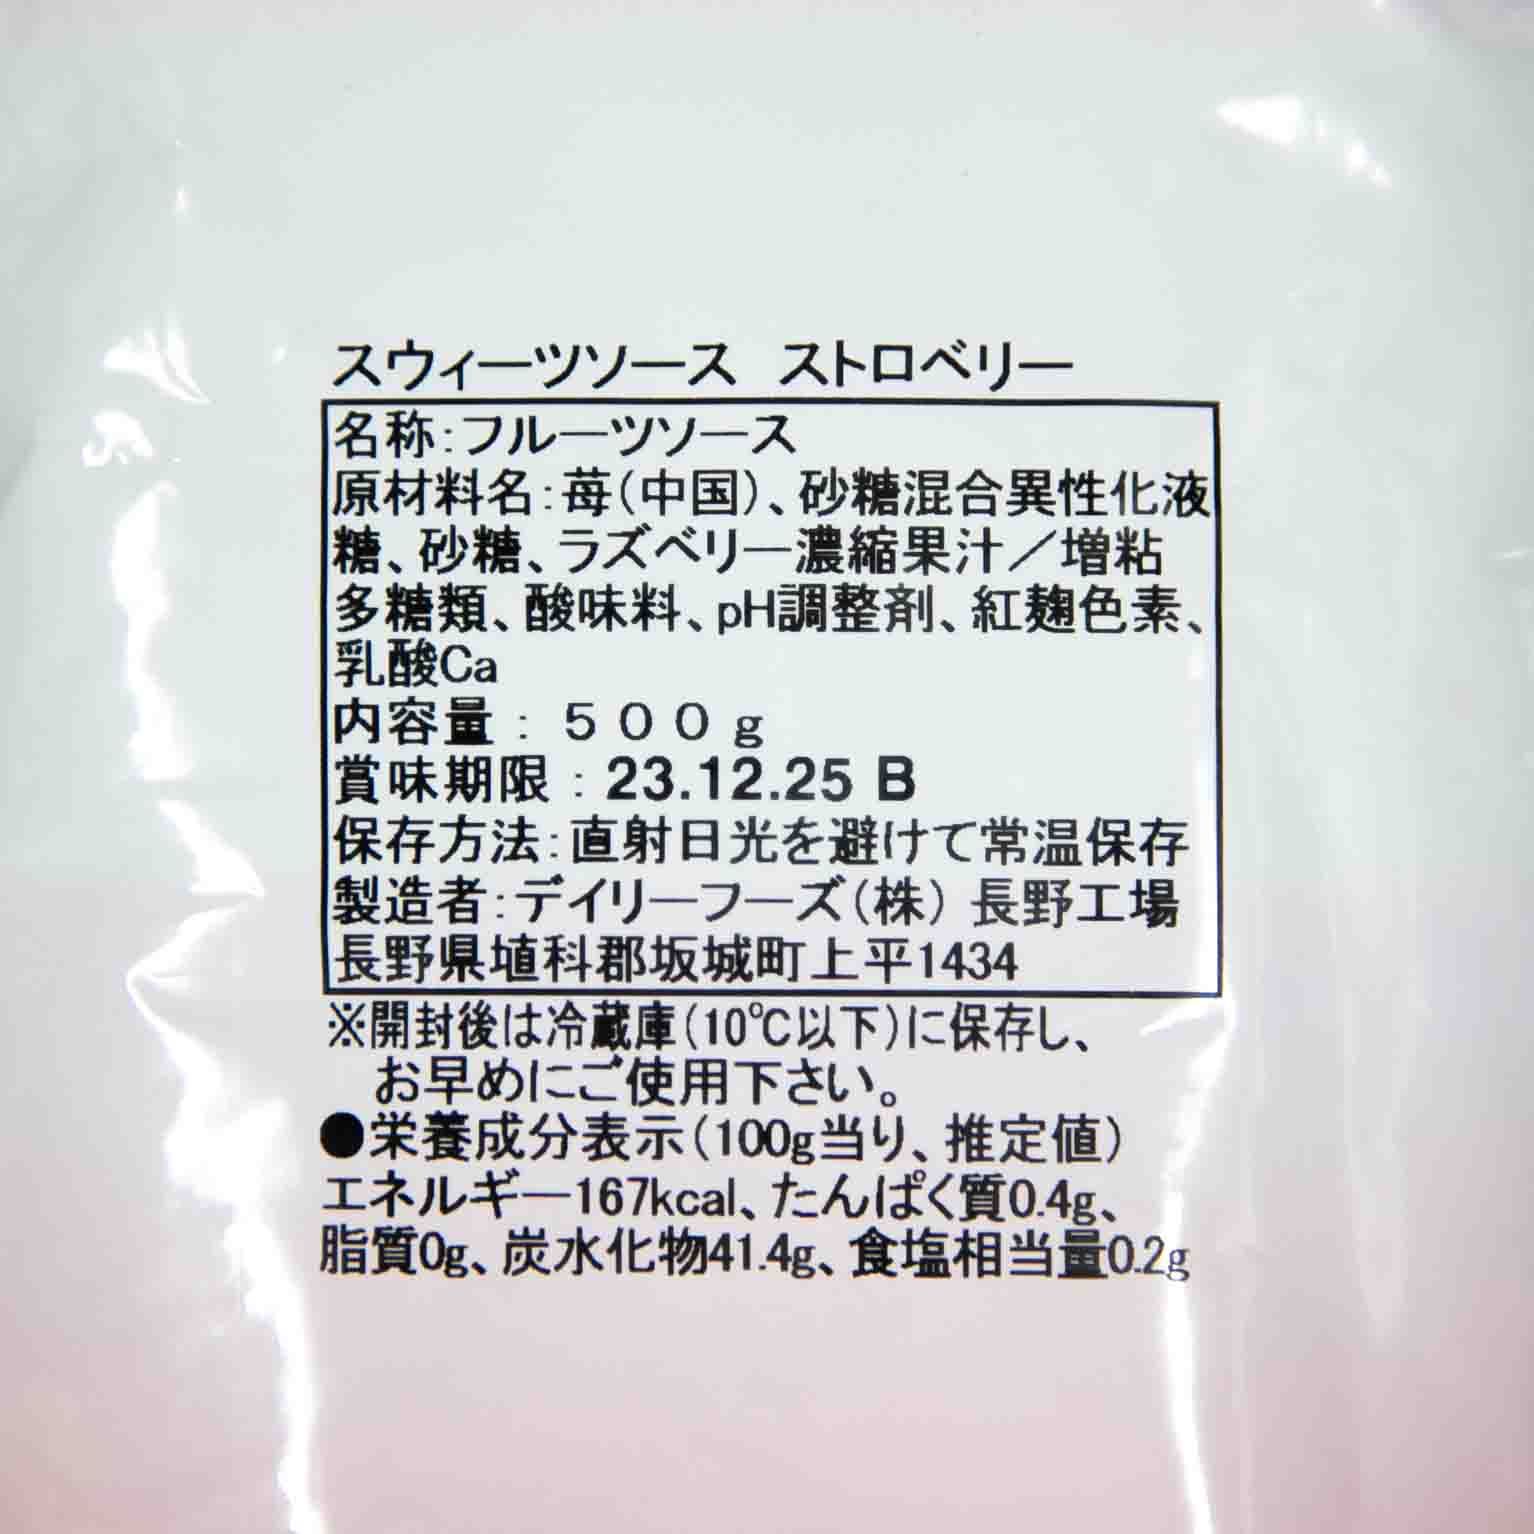 スウィーツソース ストロベリー
名称:フルーツソース
原材料名:苺(中国)、砂糖混合異性化液
糖、砂糖、ラズベリー濃縮果汁／増粘
多糖類、酸味料、pH調整剤、紅麹色素、
乳酸Ca
内容量：５００ｇ
賞味期限：23.12.25 B
保存方法:直射日光を避けて常温保存
製造者:デイリーフーズ(株) 長野工場
長野県埴科郡坂城町上平1434
※開封後は冷蔵庫(10℃以下)に保存し、
お早めにご使用下さい。
●栄養成分表示(100g当り、推定値)
エネルギー167kcal、たんぱく質0.4g、
脂質0g、炭水化物41.4g、食塩相当量0.2g